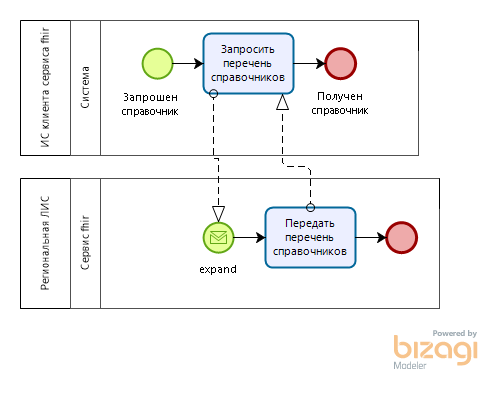 ИС клиента сервиса fhir
Система
Запрошен
справочник
Запросить
перечень
справочников
Получен
справочник
Региональная ЛИС
Сервис fhir
expand
Передать
перечень
справочников
Powered by
bizagi
Modeler